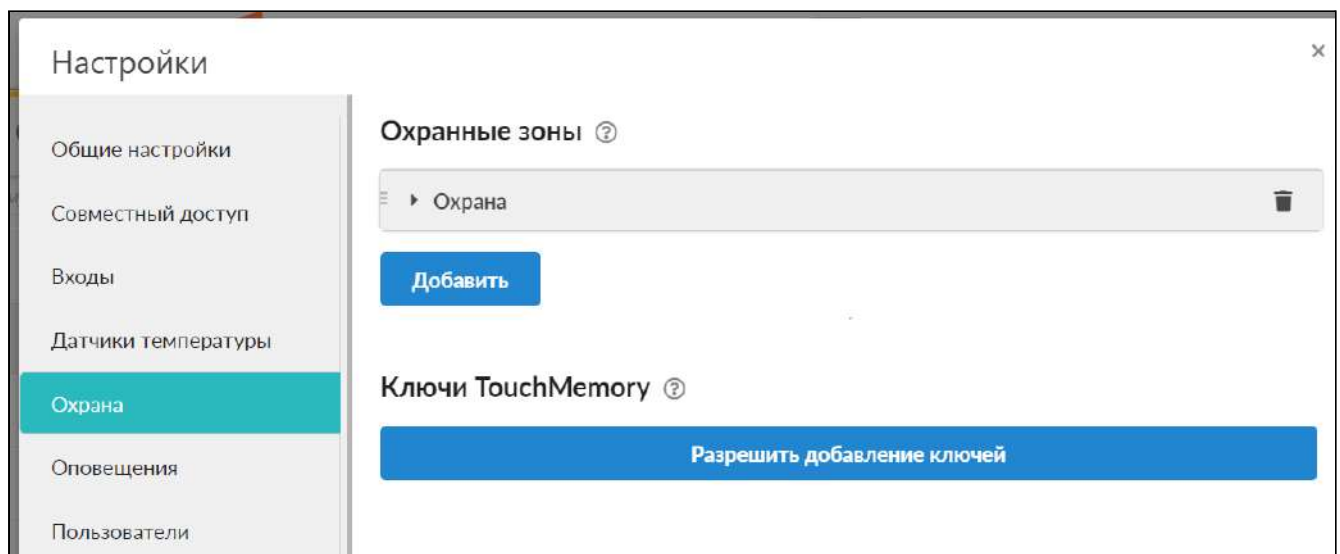 Настройки
×
Общие настройки
Совместный доступ
Входы
Датчики температуры
Охрана
Оповещения
Пользователи
Охранные зоны ?
Охрана
Добавить
Ключи TouchMemory ?
Разрешить добавление ключей